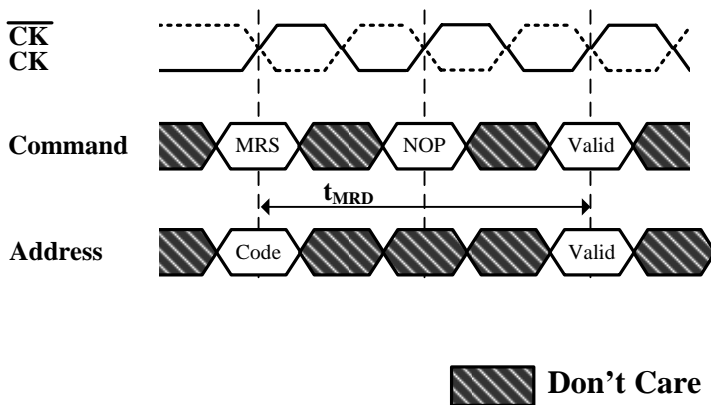 CK
CK
Command MRS NOP Valid
tMRD
Address Code Valid
Don't Care